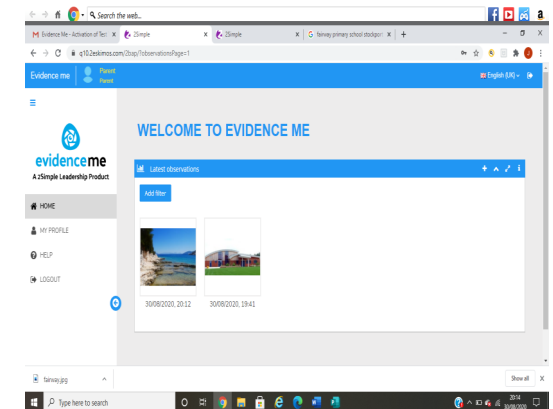 Search the web...
Evidence Me - Activation of Test
2Simple
2Simple
fairway primary school stockport
q10.2eskimos.com/2bap/?observationsPage=1
Evidence me
Parent
Parent
English (UK)
WELCOME TO EVIDENCE ME
evidenceme
A 2Simple Leadership Product
Latest observations
Add filter
HOME
MY PROFILE
HELP
LOGOUT
30/08/2020, 20:12
30/08/2020, 19:41
fairway.jpg
Show all
Type here to search
20:14
30/08/2020